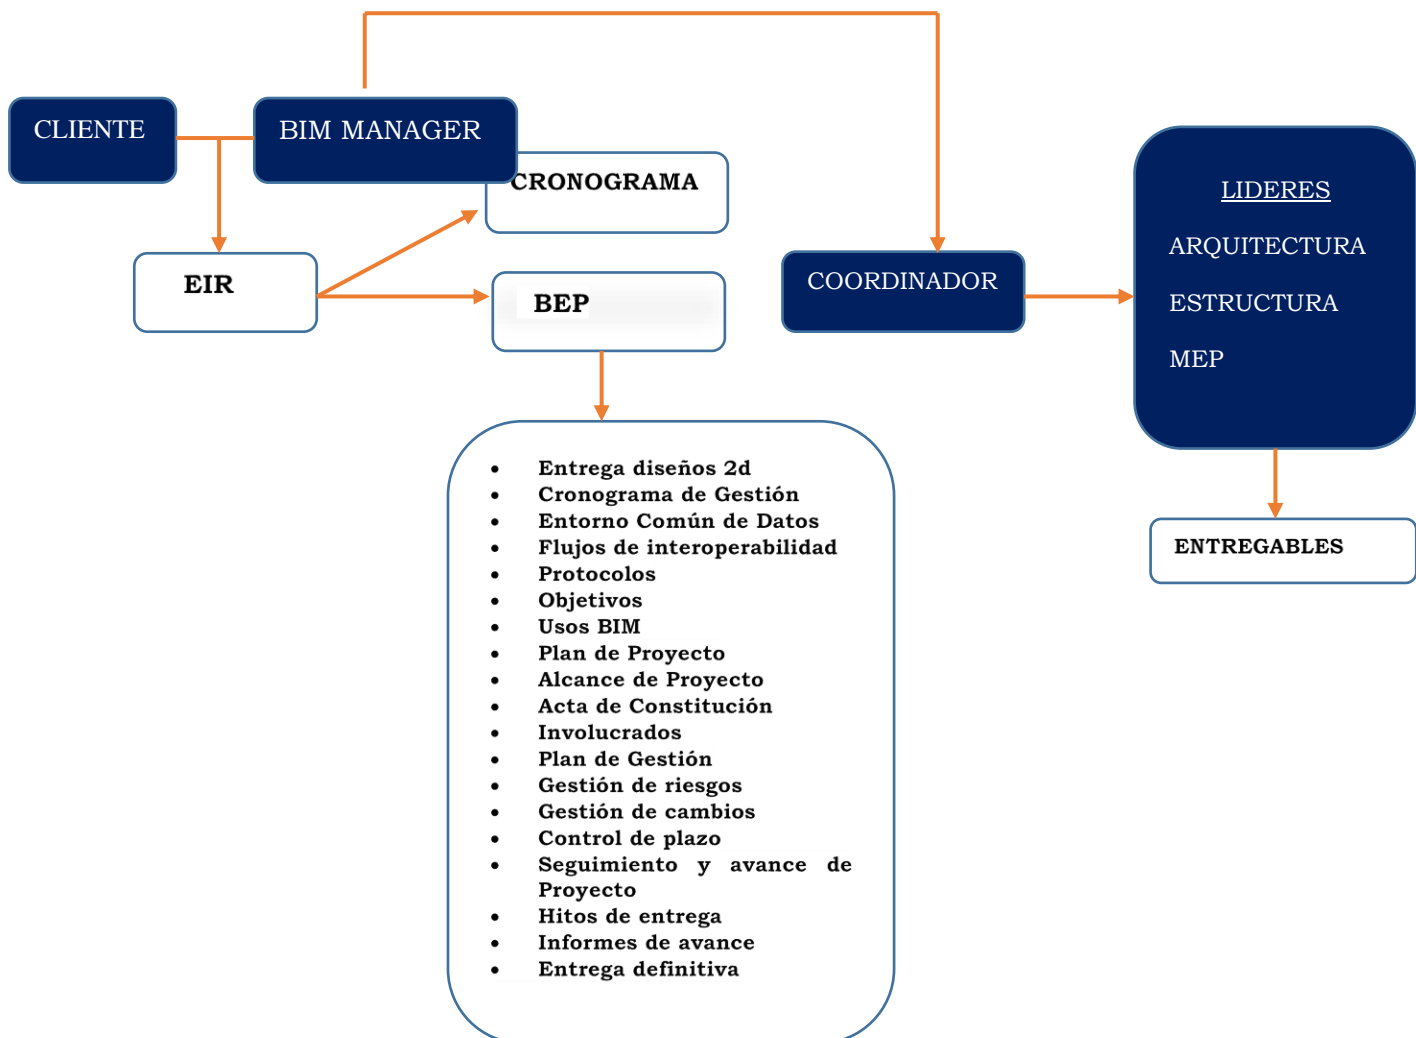 CLIENTE
BIM MANAGER
CRONOGRAMA
EIR
BEP
COORDINADOR
LIDERES
ARQUITECTURA
ESTRUCTURA
MEP
ENTREGABLES
• Entrega diseños 2d
• Cronograma de Gestión
• Entorno Común de Datos
• Flujos de interoperabilidad
• Protocolos
• Objetivos
• Usos BIM
• Plan de Proyecto
• Alcance de Proyecto
• Acta de Constitución
• Involucrados
• Plan de Gestión
• Gestión de riesgos
• Gestión de cambios
• Control de plazo
• Seguimiento y avance de
Proyecto
• Hitos de entrega
• Informes de avance
• Entrega definitiva